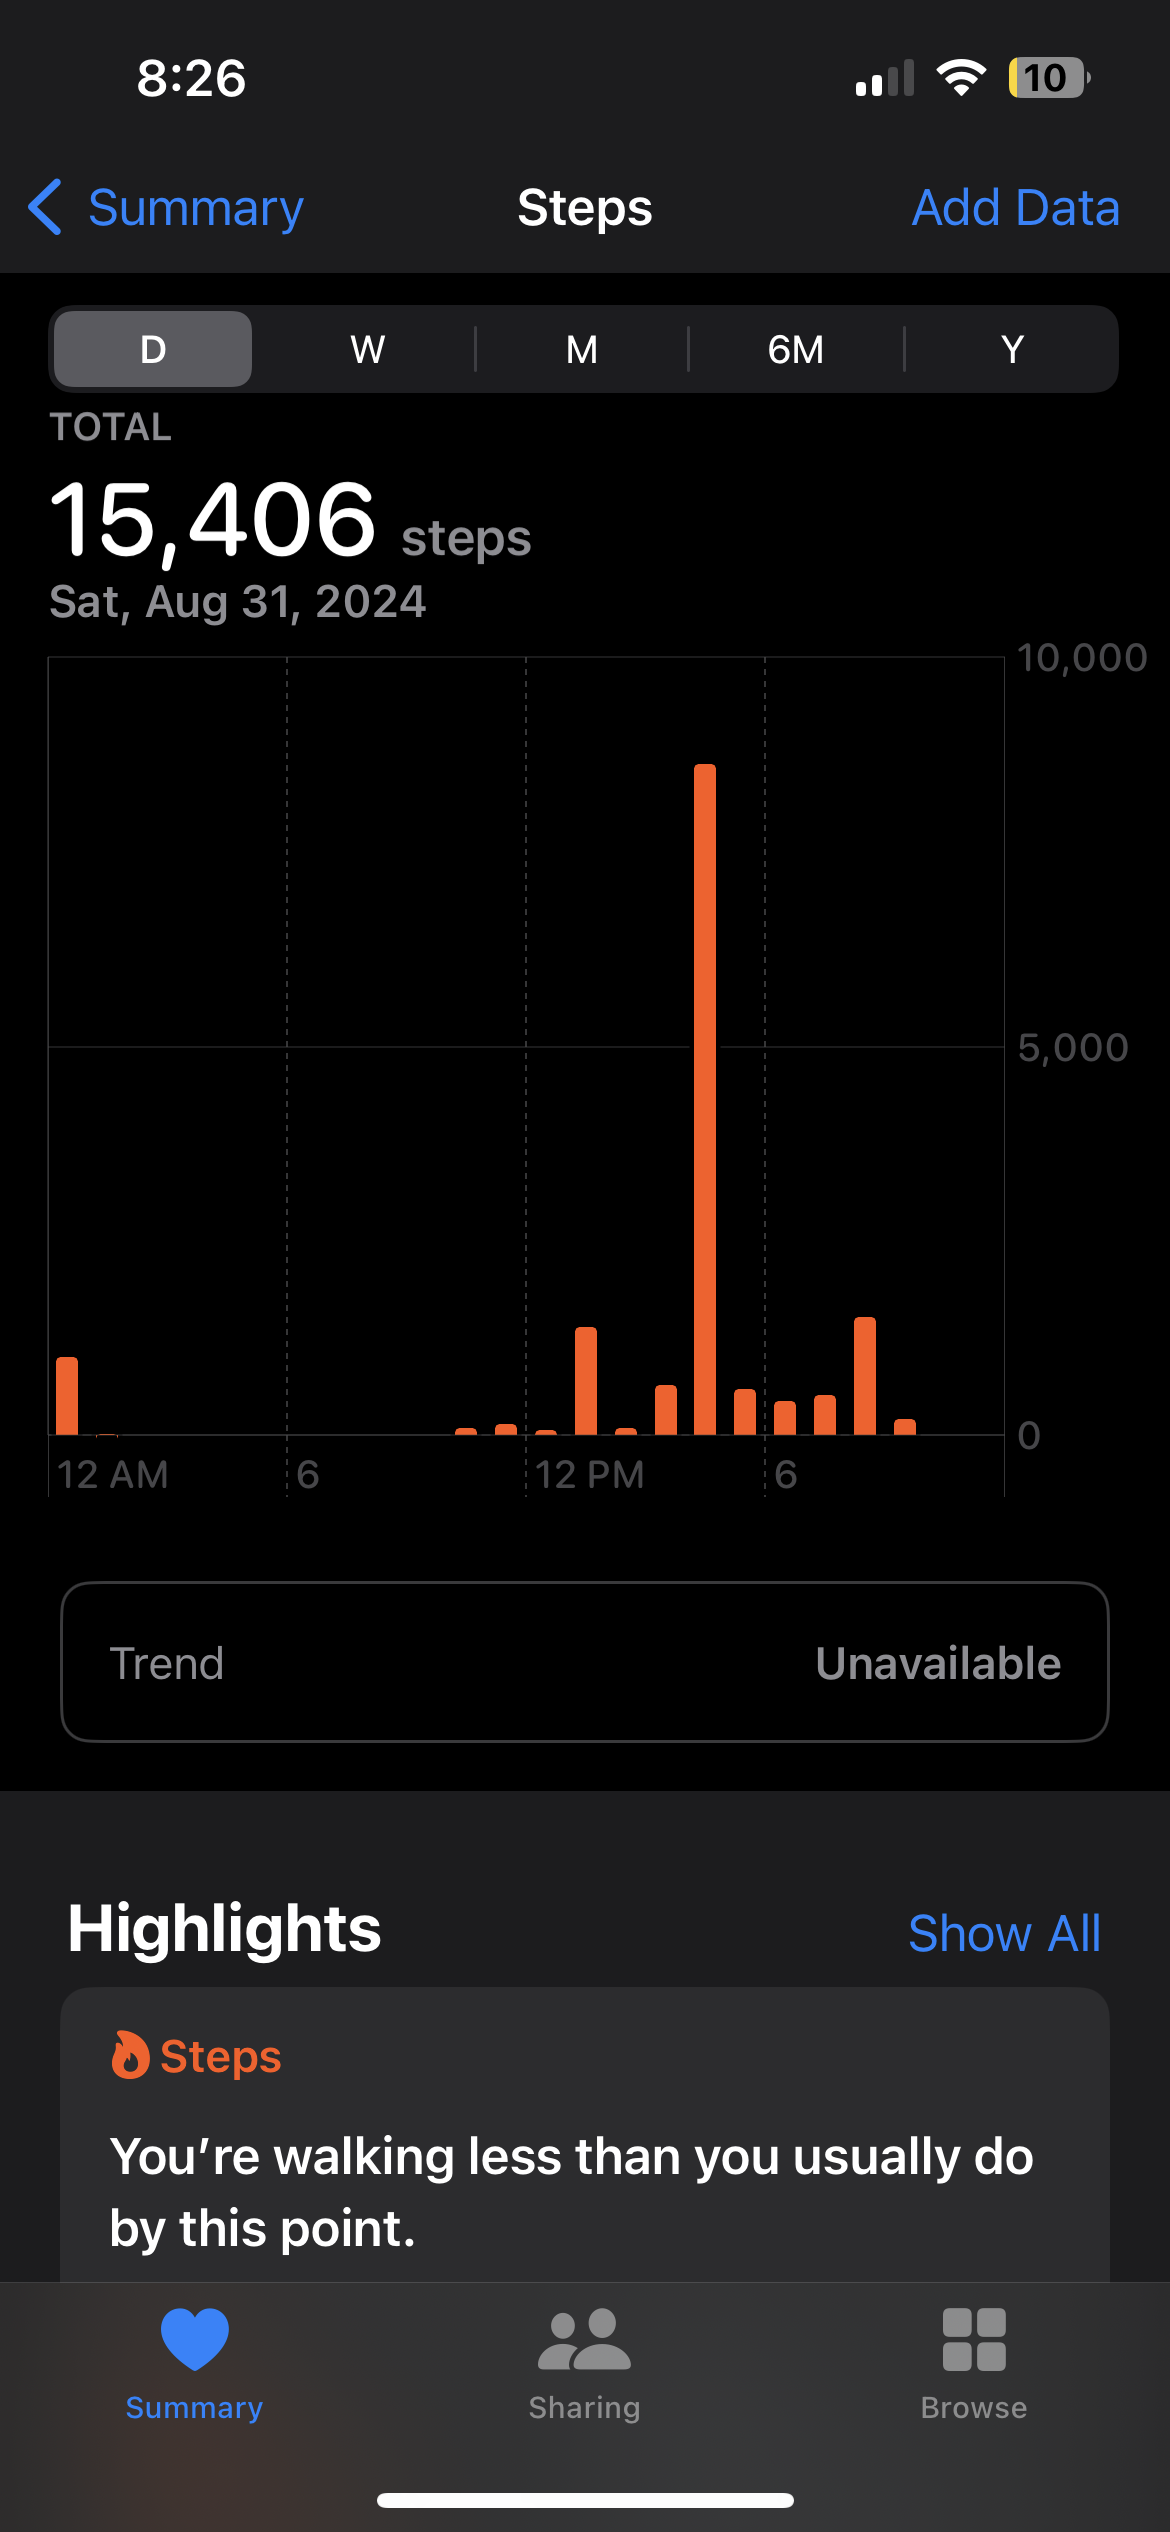 8:26
10
Summary
Steps
Add Data
D
W
M
6M
Y
TOTAL
15,406 steps
Sat, Aug 31, 2024
10,000
5,000
0
12 AM
6
12 PM
6
Trend
Unavailable
Highlights
Show All
Steps
You’re walking less than you usually do
by this point.
Summary
Sharing
Browse